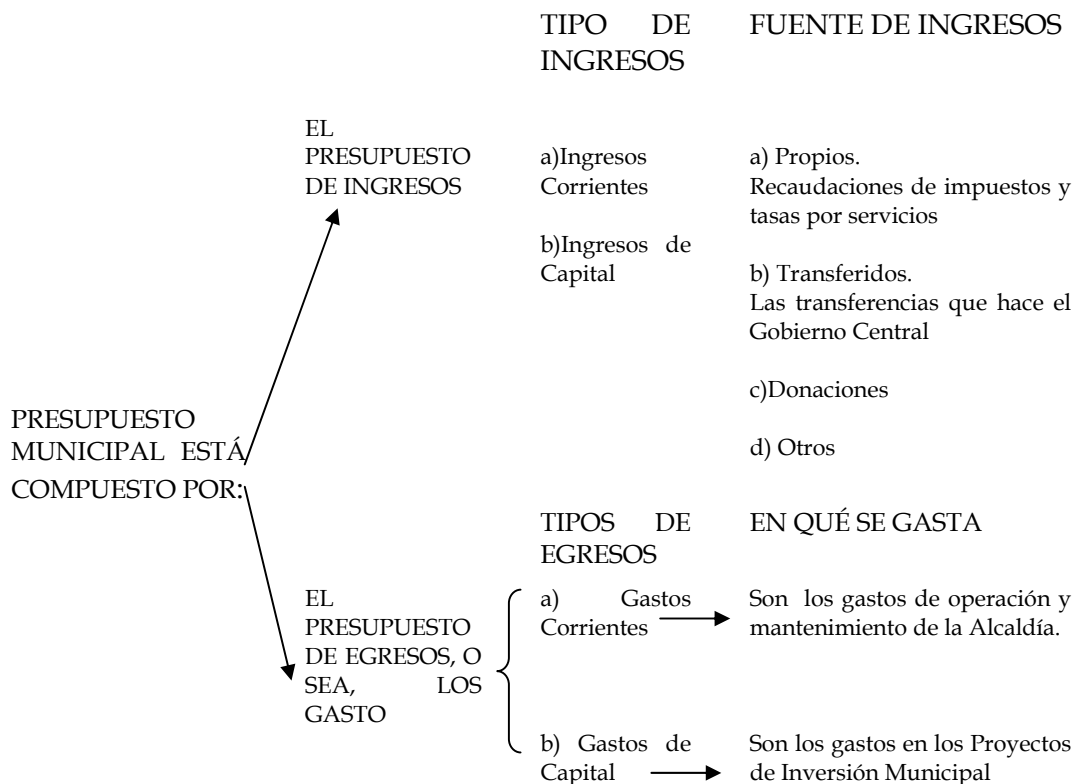 TIPO DE
INGRESOS
FUENTE DE INGRESOS
EL
PRESUPUESTO
DE INGRESOS
a)Ingresos
Corrientes
b)Ingresos de
Capital
a) Propios.
Recaudaciones de impuestos y
tasas por servicios
b) Transferidos.
Las transferencias que hace el
Gobierno Central
c)Donaciones
d) Otros
PRESUPUESTO
MUNICIPAL ESTÁ
COMPUESTO POR:
TIPOS DE
EGRESOS
EN QUÉ SE GASTA
EL
PRESUPUESTO
DE EGRESOS, O
SEA, LOS
GASTO
a) Gastos
Corrientes
Son los gastos de operación y
mantenimiento de la Alcaldía.
b) Gastos de
Capital
Son los gastos en los Proyectos
de Inversión Municipal